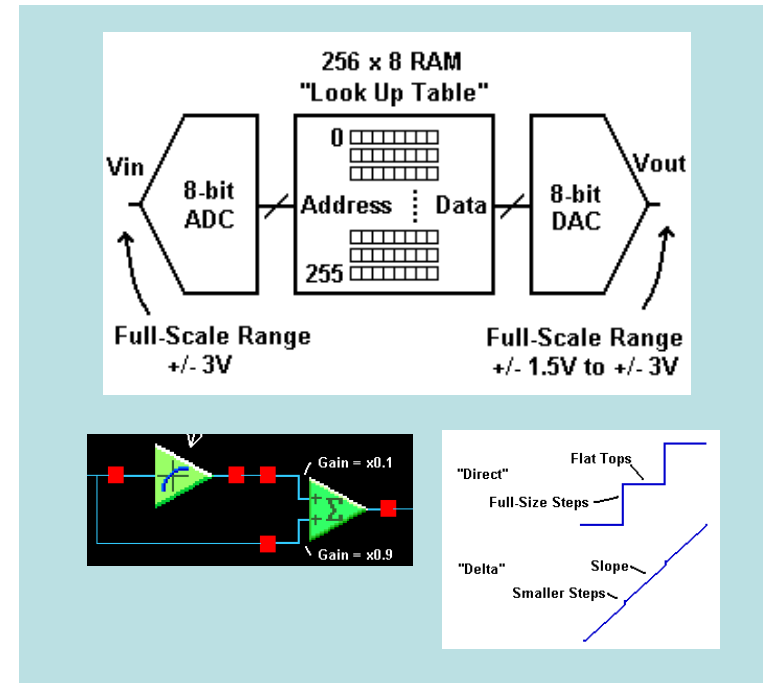 256 x 8 RAM
"Look Up Table"
Vin
8-bit
ADC
0
Address
Data
255
8-bit
DAC
Vout
Full-Scale Range
+/- 3V
Full-Scale Range
+/- 1.5V to +/- 3V
Gain = x0.1
Σ
Gain = x0.9
"Direct"
Flat Tops
Full-Size Steps
"Delta"
Slope
Smaller Steps